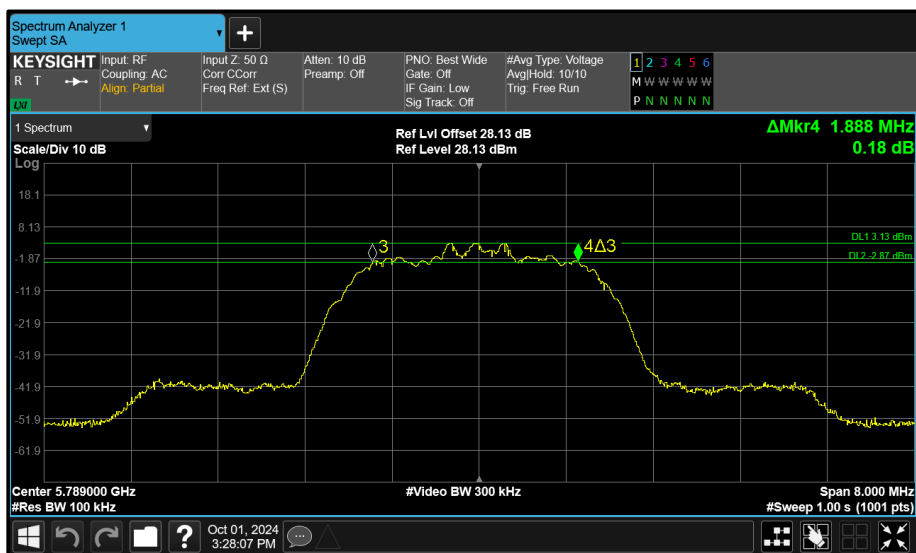 Spectrum Analyzer 1
Swept SA
KEYSIGHT
R T
LXI
Input: RF
Coupling: AC
Align: Partial
Input Z: 50 Ω
Corr CCorr
Freq Ref: Ext (S)
Atten: 10 dB
Preamp: Off
PNO: Best Wide
Gate: Off
IF Gain: Low
Sig Track: Off
#Avg Type: Voltage
Avg|Hold: 10/10
Trig: Free Run
1 2 3 4 5 6
M W W W W W
P N N N N N
1 Spectrum
Scale/Div 10 dB
Ref Lvl Offset 28.13 dB
Ref Level 28.13 dBm
ΔMkr4 1.888 MHz
0.18 dB
Log
18.1
8.13
-1.87
-11.9
-21.9
-31.9
-41.9
-51.9
-61.9
3
4Δ3
DL1 3.13 dBm
DL2 -2.87 dBm
Center 5.789000 GHz
#Res BW 100 kHz
#Video BW 300 kHz
Span 8.000 MHz
#Sweep 1.00 s (1001 pts)
?
Oct 01, 2024
3:28:07 PM